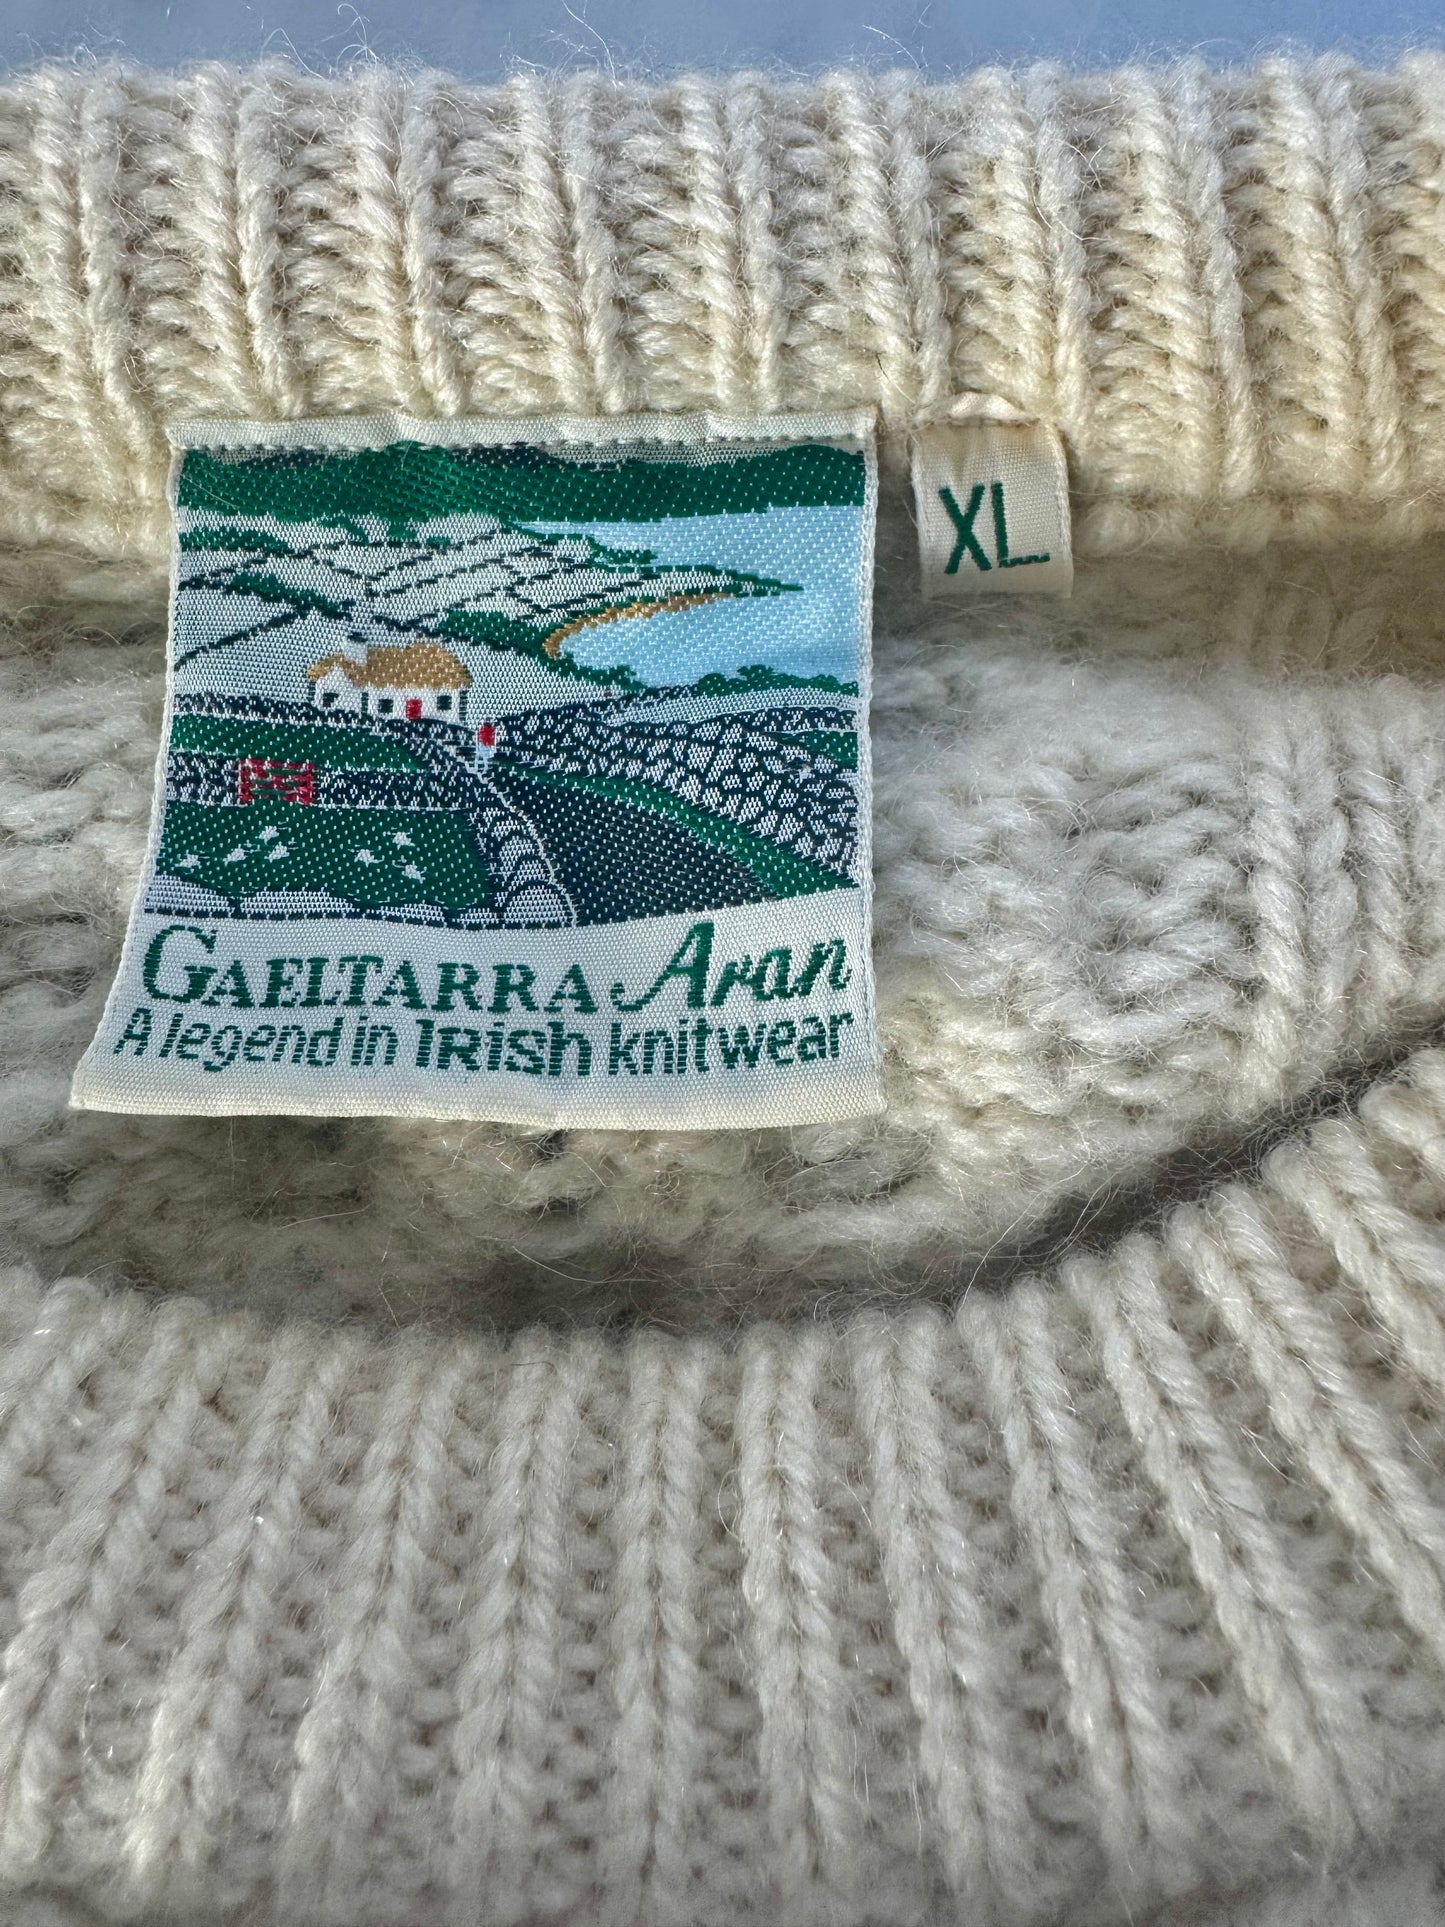 XL
GAELTARRA Aran
A legend in IRish knitwear